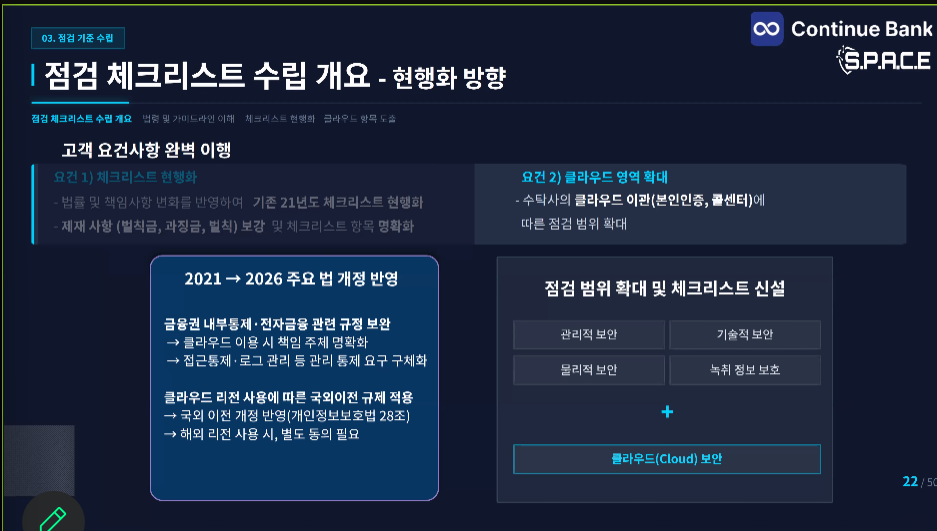 03. 점검 기준 수립
Continue Bank
S.P.A.C.E
점검 체크리스트 수립 개요 - 현행화 방향
점검 체크리스트 수립 개요 법령 및 가이드라인 이해 체크리스트 현행화 클라우드 항목 도출
고객 요건사항 완벽 이행
요건 1) 체크리스트 현행화
- 법률 및 책임사항 변화를 반영하여 기존 21년도 체크리스트 현행화
- 제재 사항 (벌칙금, 과징금, 벌칙) 보강 및 체크리스트 항목 명확화
요건 2) 클라우드 영역 확대
- 수탁사의 클라우드 이관(본인인증, 콜센터)에
따른 점검 범위 확대
2021 → 2026 주요 법 개정 반영
금융권 내부통제·전자금융 관련 규정 보완
→ 클라우드 이용 시 책임 주체 명확화
→ 접근통제·로그 관리 등 관리 통제 요구 구체화
클라우드 리전 사용에 따른 국외이전 규제 적용
→ 국외 이전 개정 반영(개인정보보호법 28조)
→ 해외 리전 사용 시, 별도 동의 필요
점검 범위 확대 및 체크리스트 신설
관리적 보안
기술적 보안
물리적 보안
녹취 정보 보호
+
클라우드(Cloud) 보안
22 / 50